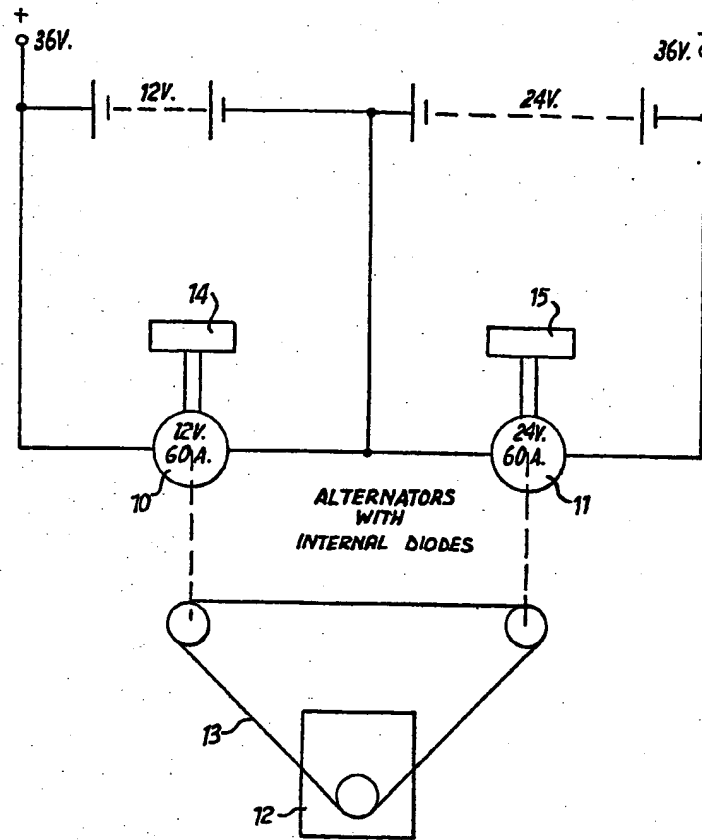 +
36V.
36V.
12V.
24V.
14
15
12V.
60A.
24V.
60A.
10
11
ALTERNATORS
WITH
INTERNAL DIODES
13
12